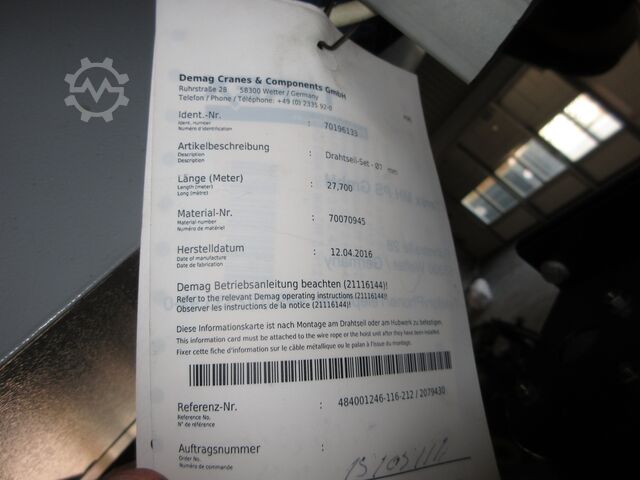 Demag Cranes & Components GmbH
Ruhrstraße 28 58300 Wetter / Germany
Telefon / Phone / Téléphone: +49 (0) 2335 92-0
Ident.-Nr. : 70196133
Ident. number
Numéro d'identification
Artikelbeschreibung : Drahtseil-Set - Ø7 mm
Description
Description
Länge (Meter) : 27,700
Length (meter)
Long (mètre)
Material-Nr. : 70070945
Material number
Numéro de matériel
Herstelldatum : 12.04.2016
Date of manufacture
Date de fabrication
Demag Betriebsanleitung beachten (21116144)!
Refer to the relevant Demag operating instructions (21116144)!
Observer les instructions de la notice (21116144)!
Diese Informationskarte ist nach Montage am Drahtseil oder am Hubwerk zu befestigen.
This information card must be attached to the wire rope or the hoist unit after they have been installed.
Fixer cette fiche d'information sur le câble métallique ou le palan à l'issue du montage.
Referenz-Nr. : 484001246-116-212 / 2079430
Reference No.
N° de référence
Auftragsnummer :
Order No.
Numéro de commande